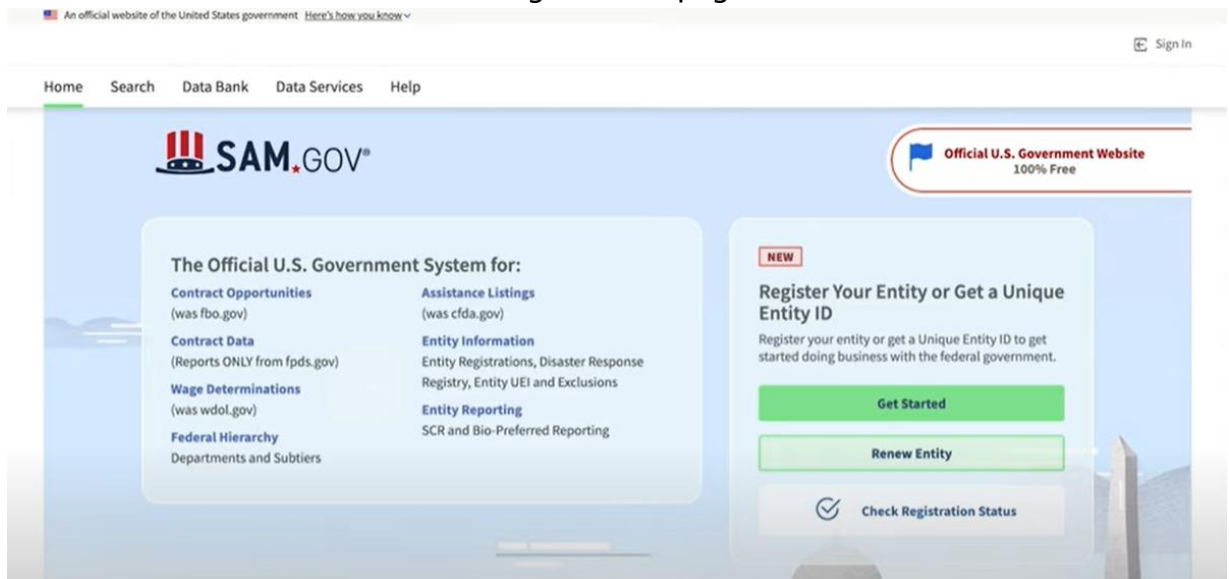 An official website of the United States government Here's how you know
Sign In
Home Search Data Bank Data Services Help
SAM.GOV®
Official U.S. Government Website
100% Free
The Official U.S. Government System for:
Contract Opportunities
(was fbo.gov)
Contract Data
(Reports ONLY from fpds.gov)
Wage Determinations
(was wdol.gov)
Federal Hierarchy
Departments and Subtiers
Assistance Listings
(was cfda.gov)
Entity Information
Entity Registrations, Disaster Response
Registry, Entity UEI and Exclusions
Entity Reporting
SCR and Bio-Preferred Reporting
NEW
Register Your Entity or Get a Unique
Entity ID
Register your entity or get a Unique Entity ID to get
started doing business with the federal government.
Get Started
Renew Entity
Check Registration Status